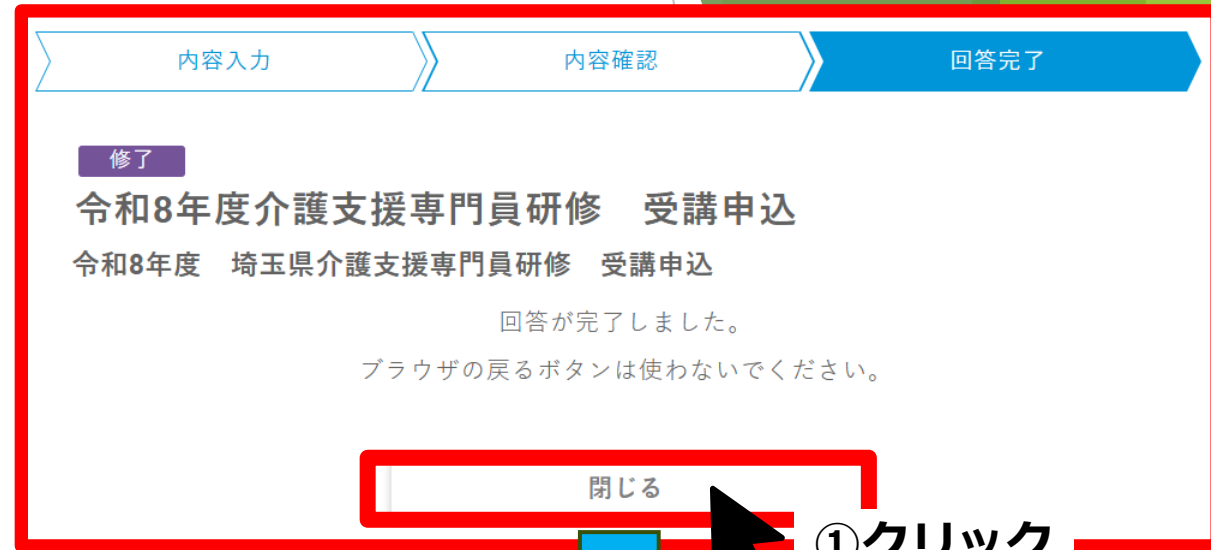 内容入力 内容確認 回答完了
修了
令和8年度介護支援専門員研修　受講申込
令和8年度　埼玉県介護支援専門員研修　受講申込
回答が完了しました。
ブラウザの戻るボタンは使わないでください。
閉じる
①クリック